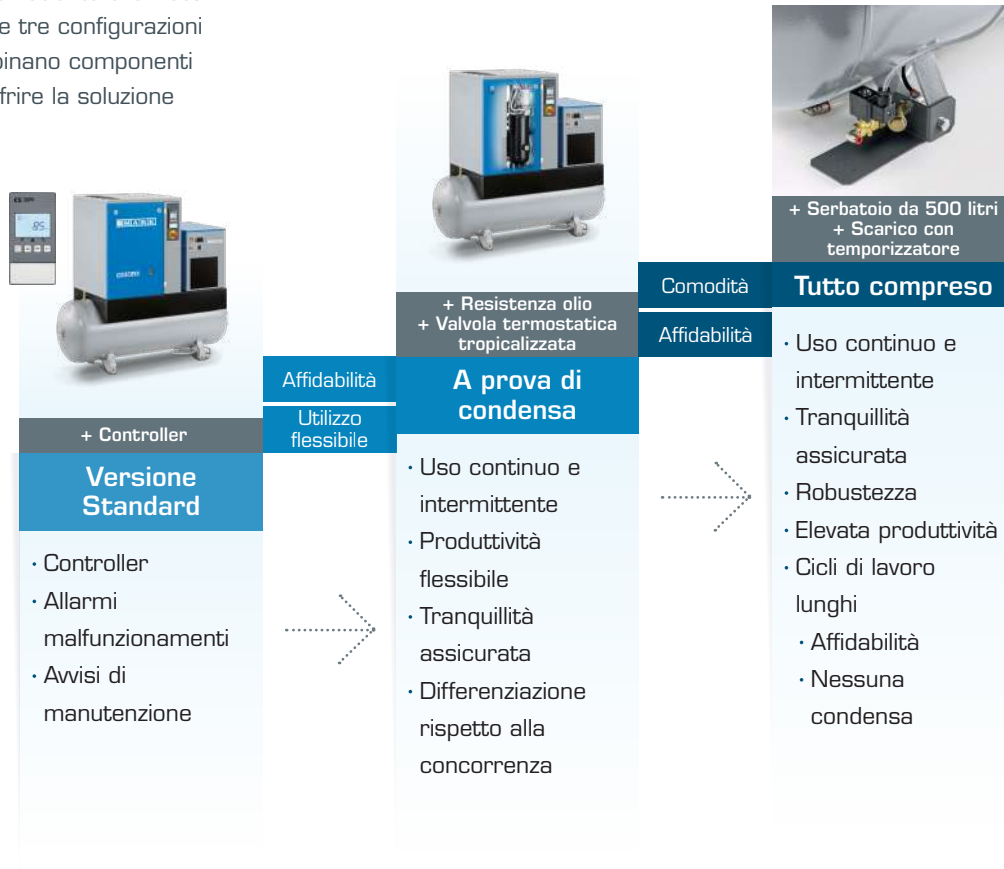 e tre configurazioni
frire la soluzione
+ Controller
Versione
Standard
· Controller
· Allarmi
malfunzionamenti
· Avvisi di
manutenzione
Affidabilità
Utilizzo
flessibile
+ Resistenza olio
+ Valvola termostatica
tropicalizzata
A prova di
condensa
· Uso continuo e
intermittente
· Produttività
flessibile
· Tranquillità
assicurata
· Differenziazione
rispetto alla
concorrenza
Comodità
Affidabilità
+ Serbatoio da 500 litri
+ Scarico con
temporizzatore
Tutto compreso
· Uso continuo e
intermittente
· Tranquillità
assicurata
· Robustezza
· Elevata produttività
· Cicli di lavoro
lunghi
· Affidabilità
· Nessuna
condensa